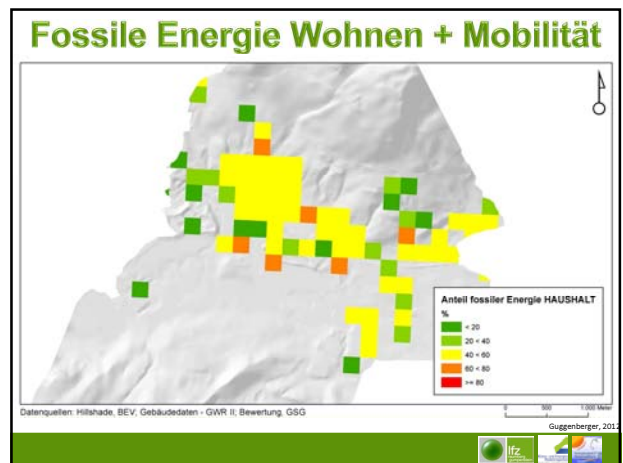 Fossile Energie Wohnen + Mobilität
Anteil fossiler Energie HAUSHALT
%
< 20
20 < 40
40 < 60
60 < 80
>= 80
Datenquellen: Hillshade, BEV; Gebäudedaten - GWR II; Bewertung, GSG
0 500 1.000 Meter
Guggenberger, 2012
lfz